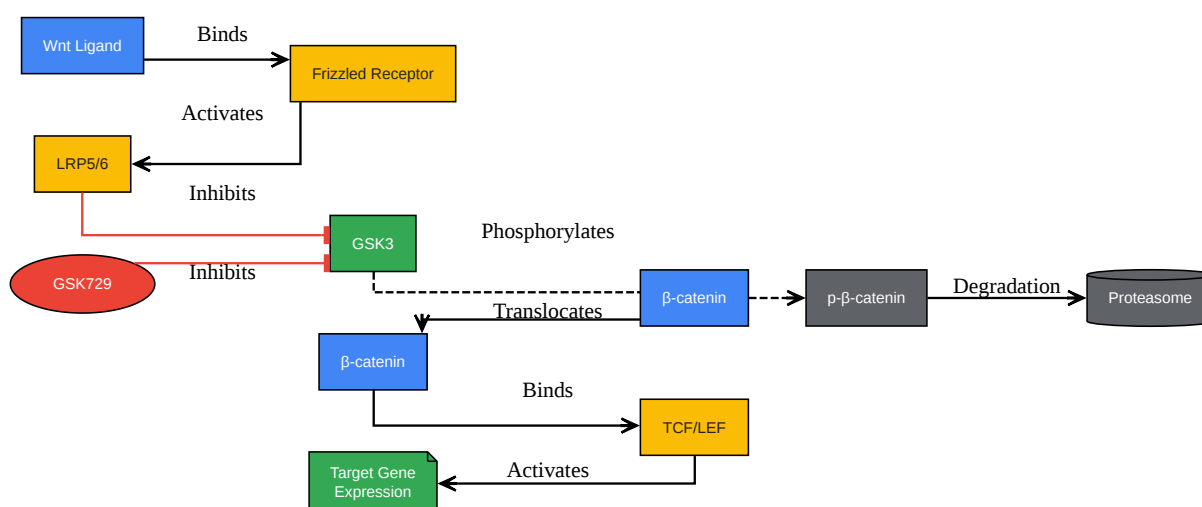 Wnt Ligand
Binds
Frizzled Receptor
Activates
LRP5/6
Inhibits
GSK3
Phosphorylates
GSK729
Inhibits
β-catenin
p-β-catenin
Degradation
Proteasome
Translocates
β-catenin
Binds
TCF/LEF
Target Gene
Expression
Activates